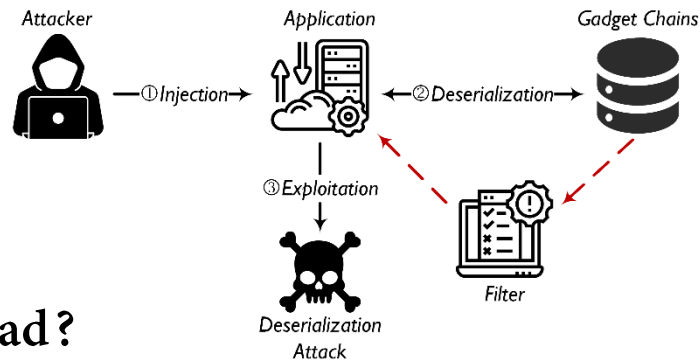 Attacker
Application
Gadget Chains
①Injection
②Deserialization
③Exploitation
Filter
Deserialization
Attack
ad?